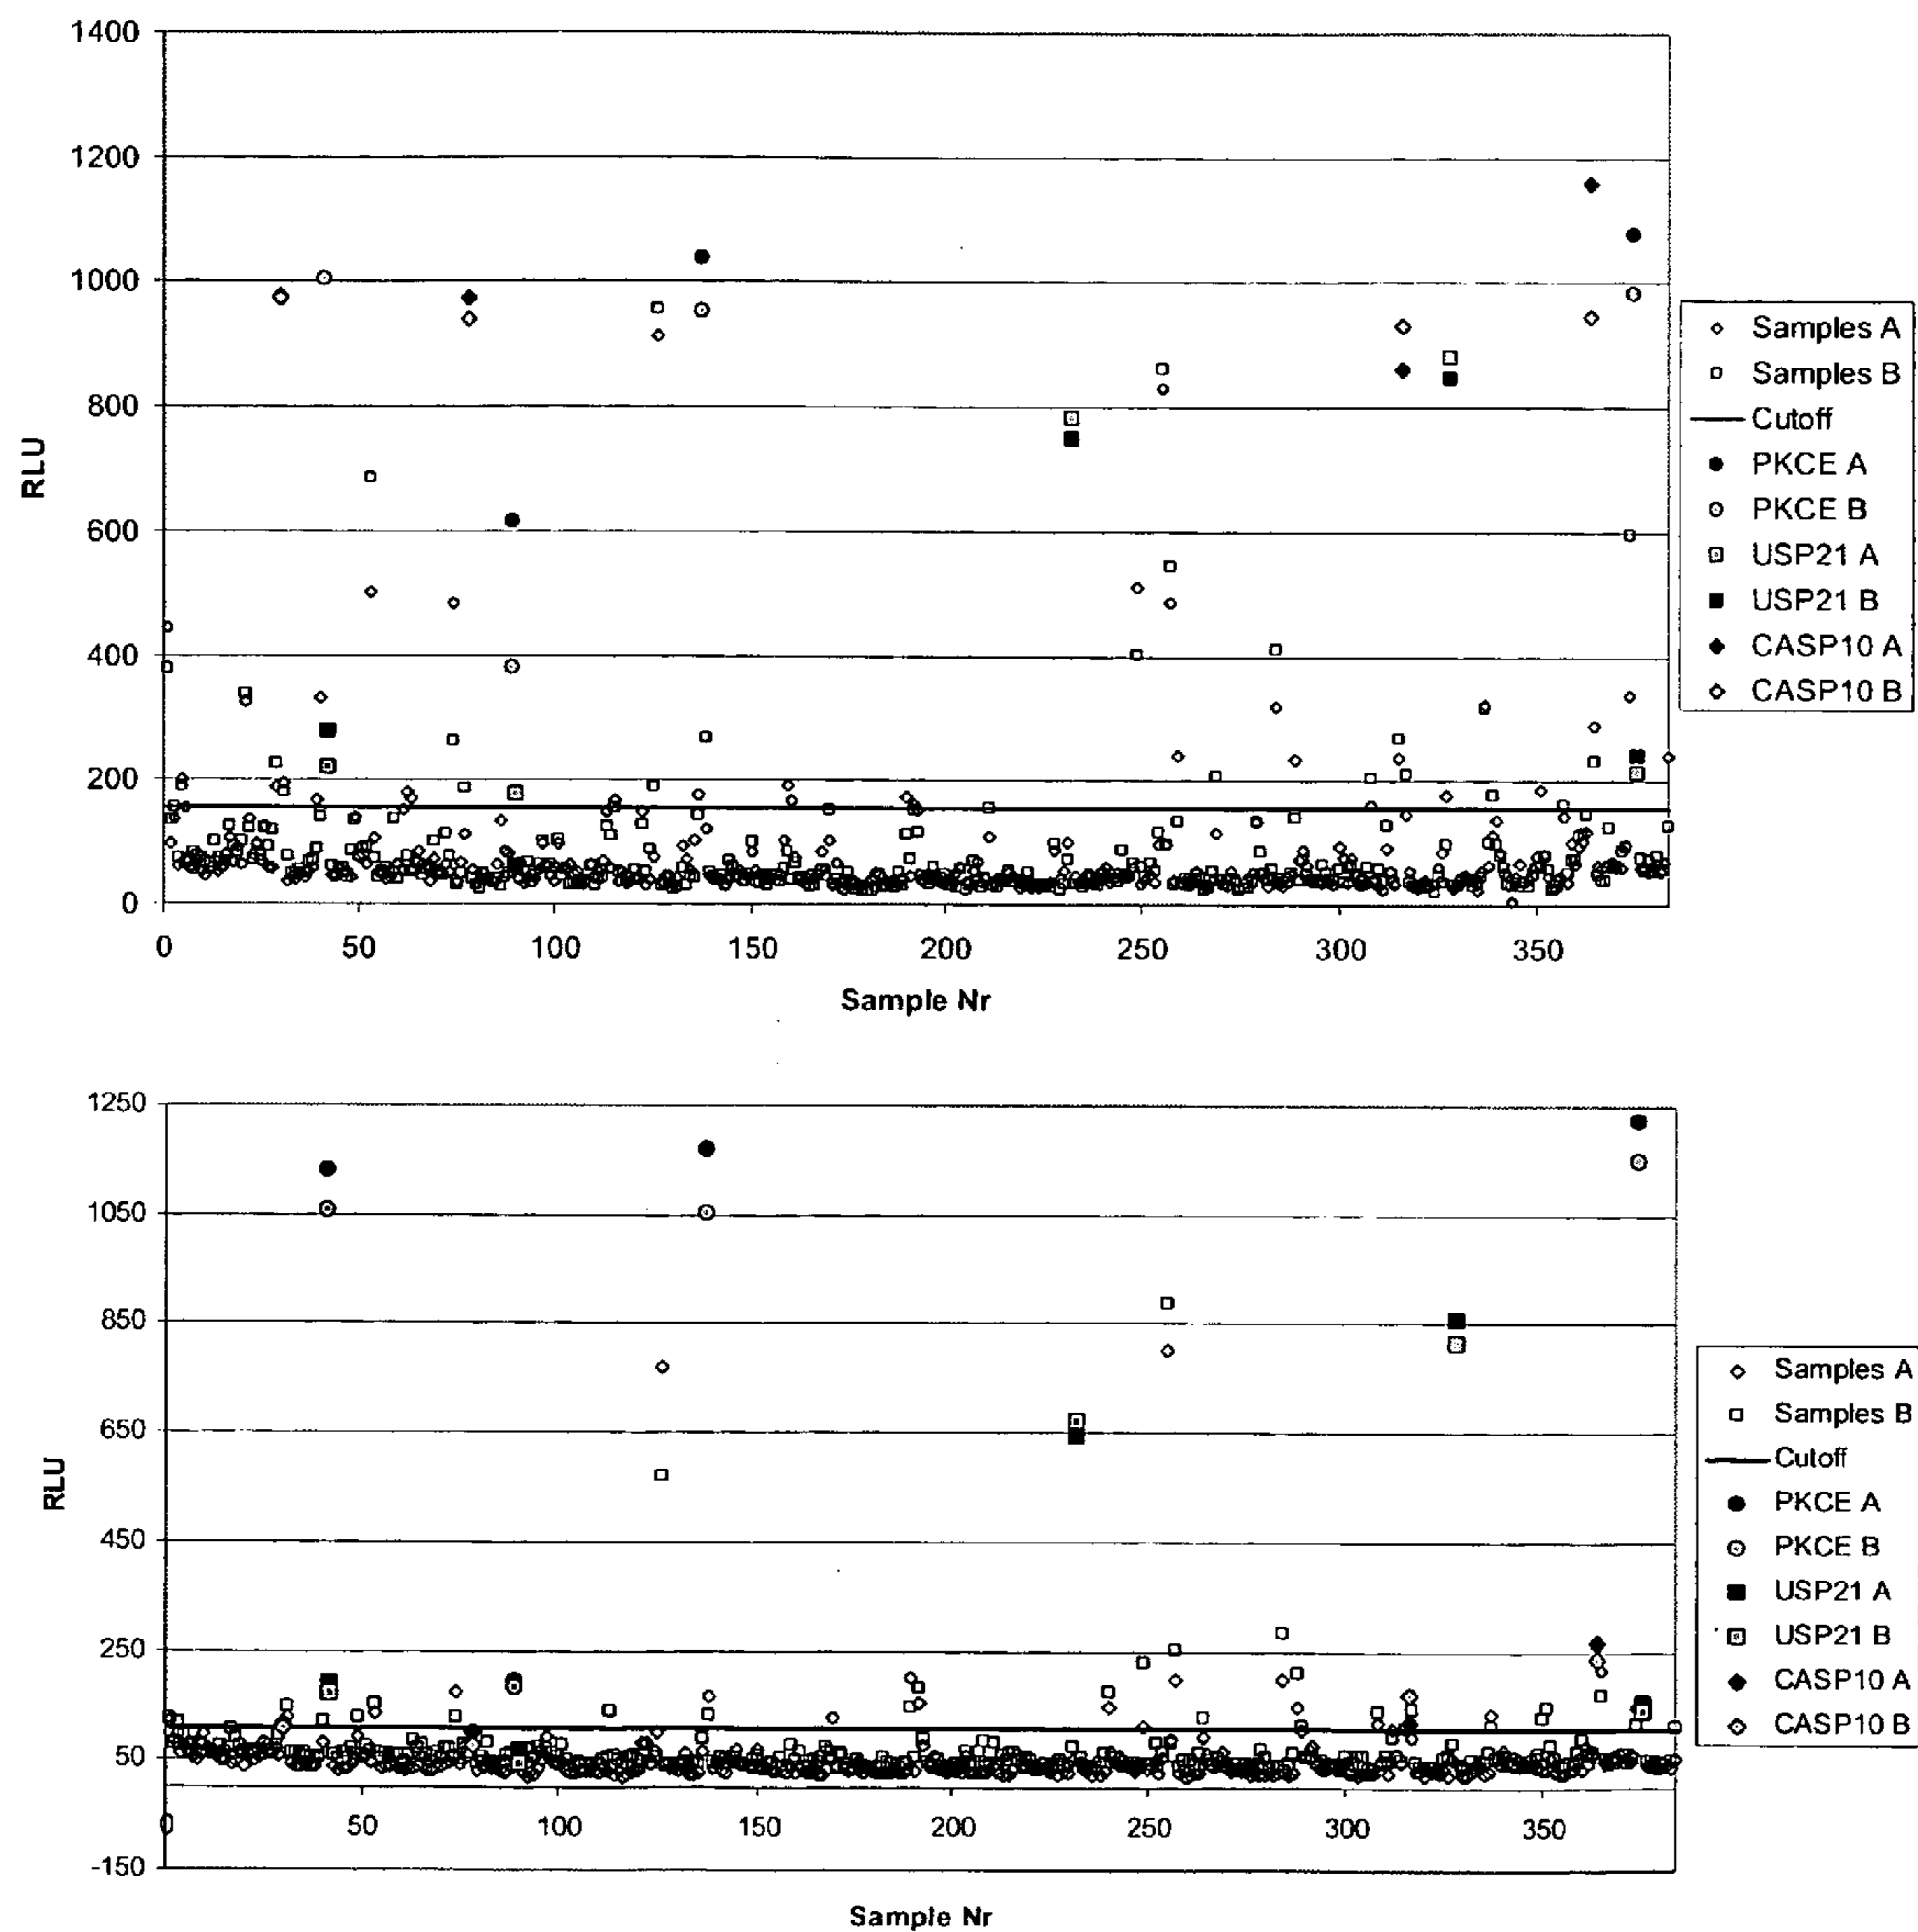 1400
1200
1000
800
600
400
200
0
RLU
0 50 100 150 200 250 300 350
Sample Nr
Samples A
Samples B
Cutoff
PKCE A
PKCE B
USP21 A
USP21 B
CASP10 A
CASP10 B
1250
1050
850
650
450
250
50
-150
RLU
0 50 100 150 200 250 300 350
Sample Nr
Samples A
Samples B
Cutoff
PKCE A
PKCE B
USP21 A
USP21 B
CASP10 A
CASP10 B